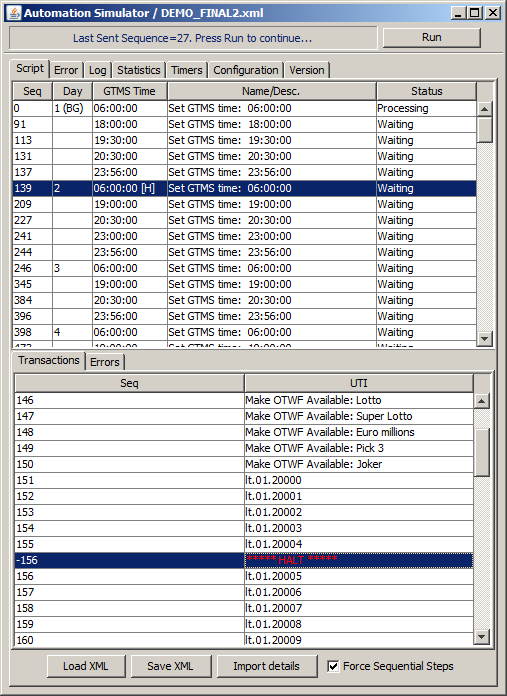 Automation Simulator / DEMO_FINAL2.xml
Last Sent Sequence=27. Press Run to continue... Run
Script Error Log Statistics Timers Configuration Version
Seq Day GTMS Time Name/Desc. Status
0 1 (BG) 06:00:00 Set GTMS time: 06:00:00 Processing
91 18:00:00 Set GTMS time: 18:00:00 Waiting
113 19:30:00 Set GTMS time: 19:30:00 Waiting
131 20:30:00 Set GTMS time: 20:30:00 Waiting
137 23:56:00 Set GTMS time: 23:56:00 Waiting
139 2 06:00:00 [H] Set GTMS time: 06:00:00 Waiting
209 19:00:00 Set GTMS time: 19:00:00 Waiting
227 20:30:00 Set GTMS time: 20:30:00 Waiting
241 23:00:00 Set GTMS time: 23:00:00 Waiting
244 23:56:00 Set GTMS time: 23:56:00 Waiting
246 3 06:00:00 Set GTMS time: 06:00:00 Waiting
345 19:00:00 Set GTMS time: 19:00:00 Waiting
384 20:30:00 Set GTMS time: 20:30:00 Waiting
396 23:56:00 Set GTMS time: 23:56:00 Waiting
398 4 06:00:00 Set GTMS time: 06:00:00 Waiting
Transactions Errors
Seq UTI
146 Make OTWF Available: Lotto
147 Make OTWF Available: Super Lotto
148 Make OTWF Available: Euro millions
149 Make OTWF Available: Pick 3
150 Make OTWF Available: Joker
151 lt.01.20000
152 lt.01.20001
153 lt.01.20002
154 lt.01.20003
155 lt.01.20004
-156 ***** HALT *****
156 lt.01.20005
157 lt.01.20006
158 lt.01.20007
159 lt.01.20008
160 lt.01.20009
Load XML Save XML Import details Force Sequential Steps